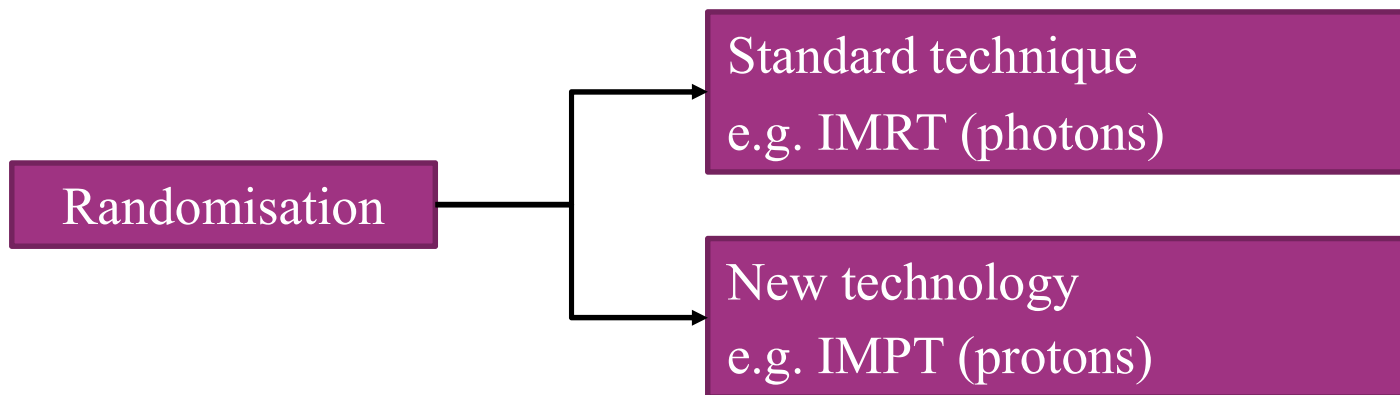 Standard technique
e.g. IMRT (photons)
Randomisation
New technology
e.g. IMPT (protons)